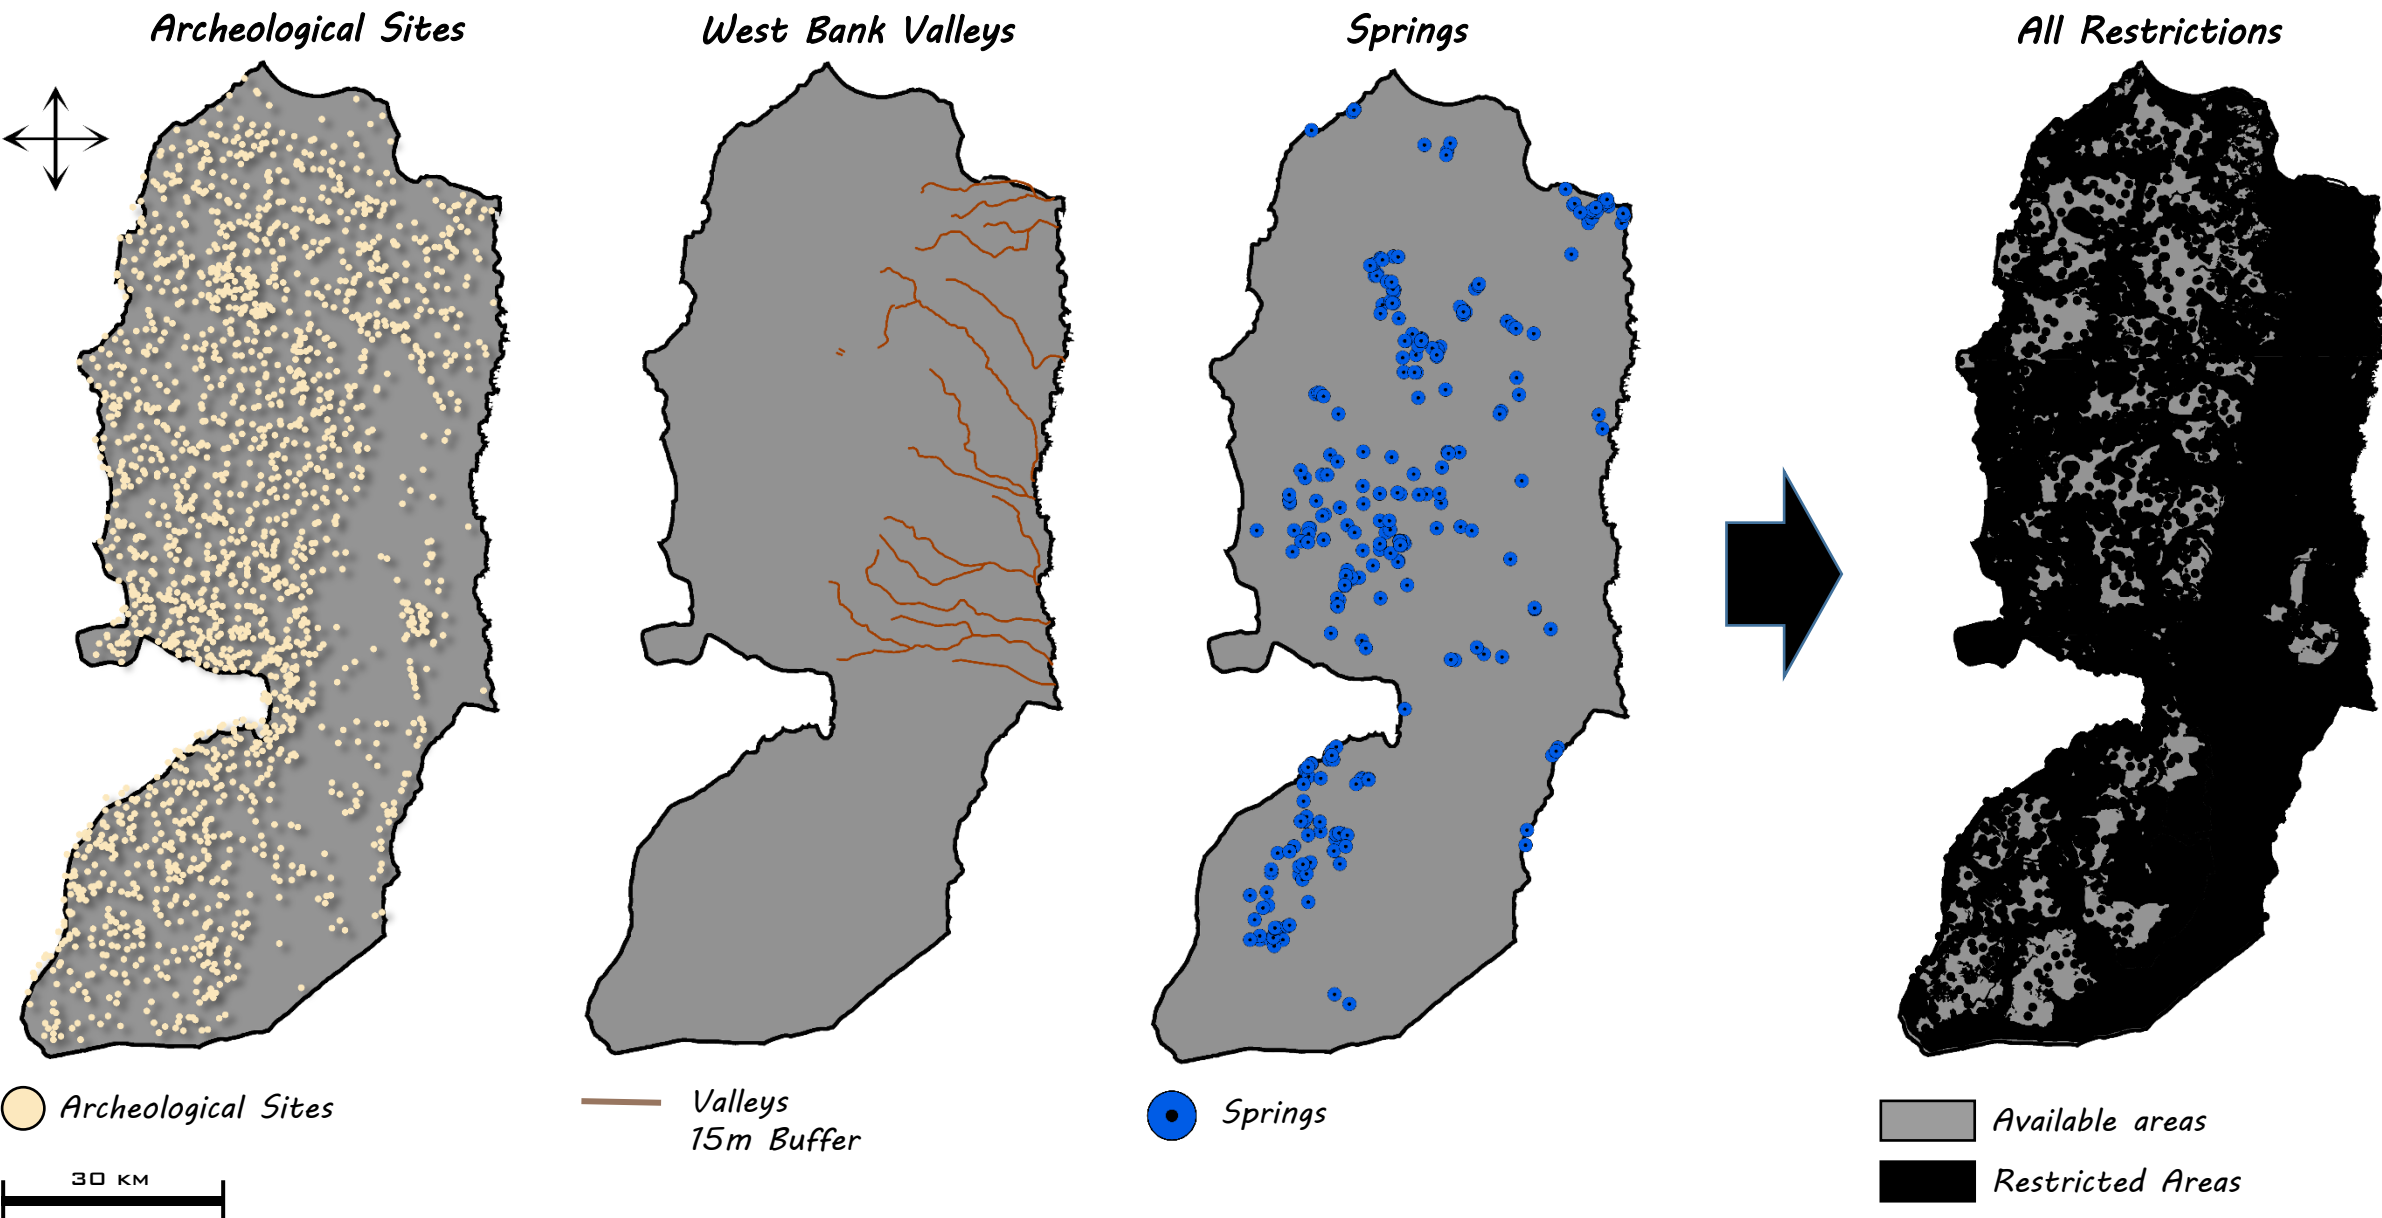 Archeological Sites
West Bank Valleys
Springs
All Restrictions
Archeological Sites
30 KM
Valleys
15m Buffer
Springs
Available areas
Restricted Areas